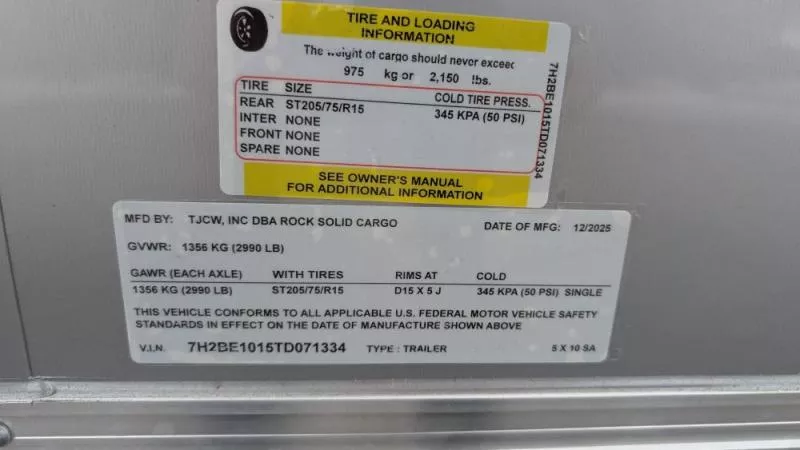 TIRE AND LOADING
INFORMATION
The weight of cargo should never exceed
975 kg or 2,150 lbs.
TIRE SIZE COLD TIRE PRESS.
REAR ST205/75/R15 345 KPA (50 PSI)
INTER NONE
FRONT NONE
SPARE NONE
SEE OWNER'S MANUAL
FOR ADDITIONAL INFORMATION
7H2BE1015TD071334
MFD BY: TJCW, INC DBA ROCK SOLID CARGO DATE OF MFG: 12/2025
GVWR: 1356 KG (2990 LB)
GAWR (EACH AXLE) WITH TIRES RIMS AT COLD
1356 KG (2990 LB) ST205/75/R15 D15 X 5 J 345 KPA (50 PSI) SINGLE
THIS VEHICLE CONFORMS TO ALL APPLICABLE U.S. FEDERAL MOTOR VEHICLE SAFETY
STANDARDS IN EFFECT ON THE DATE OF MANUFACTURE SHOWN ABOVE
V.I.N. 7H2BE1015TD071334 TYPE : TRAILER 5 X 10 SA